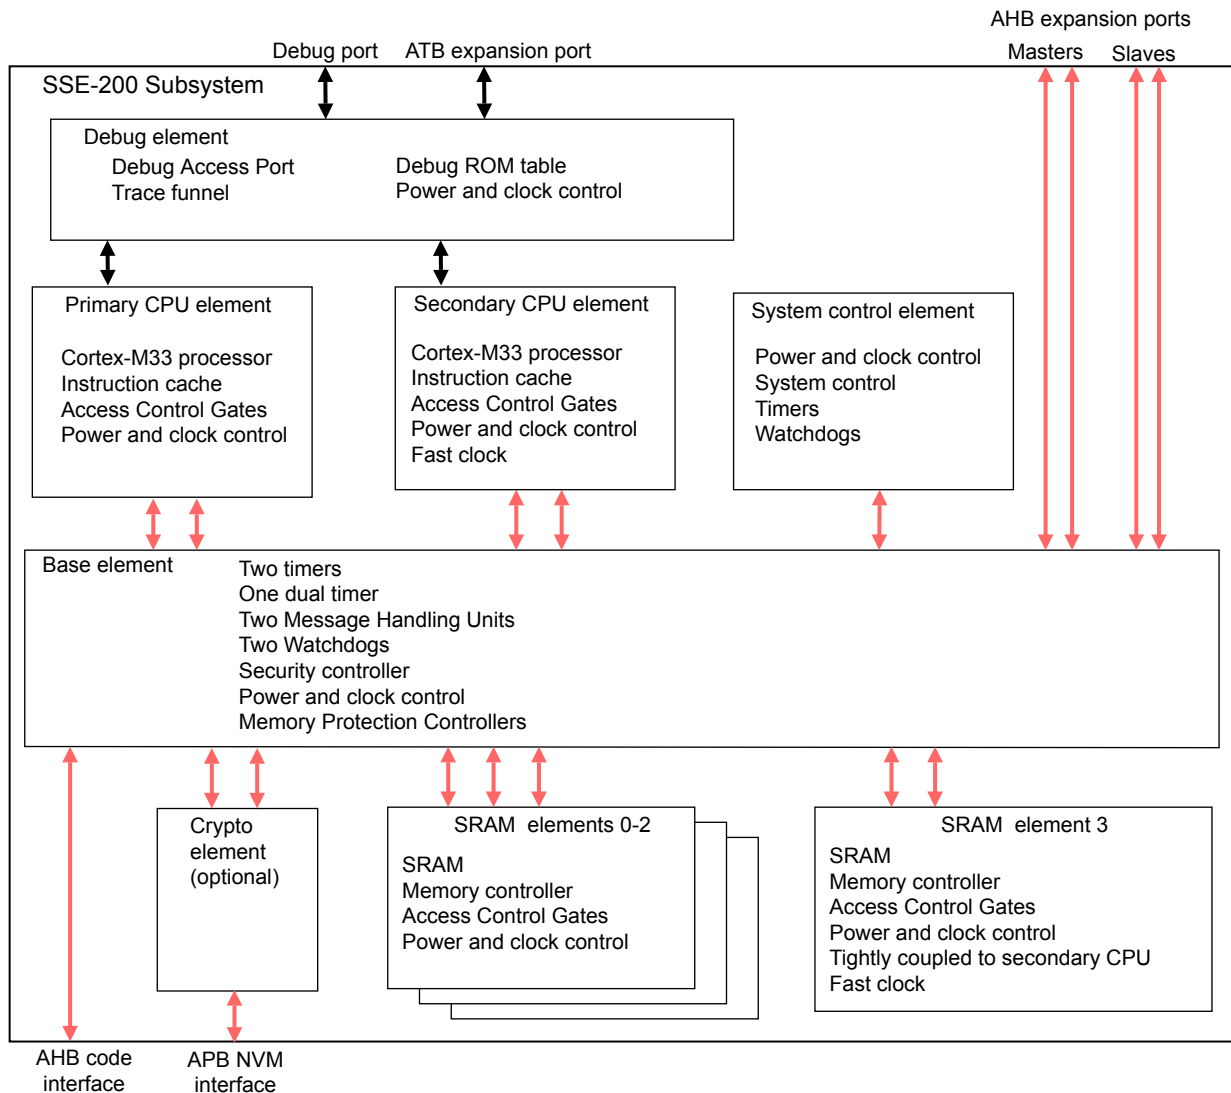 AHB expansion ports
Debug port
ATB expansion port
Masters
Slaves
SSE-200 Subsystem
Debug element
Debug Access Port
Trace funnel
Debug ROM table
Power and clock control
Primary CPU element
Cortex-M33 processor
Instruction cache
Access Control Gates
Power and clock control
Secondary CPU element
Cortex-M33 processor
Instruction cache
Access Control Gates
Power and clock control
Fast clock
System control element
Power and clock control
System control
Timers
Watchdogs
Base element
Two timers
One dual timer
Two Message Handling Units
Two Watchdogs
Security controller
Power and clock control
Memory Protection Controllers
Crypto
element
(optional)
SRAM elements 0-2
SRAM
Memory controller
Access Control Gates
Power and clock control
SRAM element 3
SRAM
Memory controller
Access Control Gates
Power and clock control
Tightly coupled to secondary CPU
Fast clock
AHB code
interface
APB NVM
interface